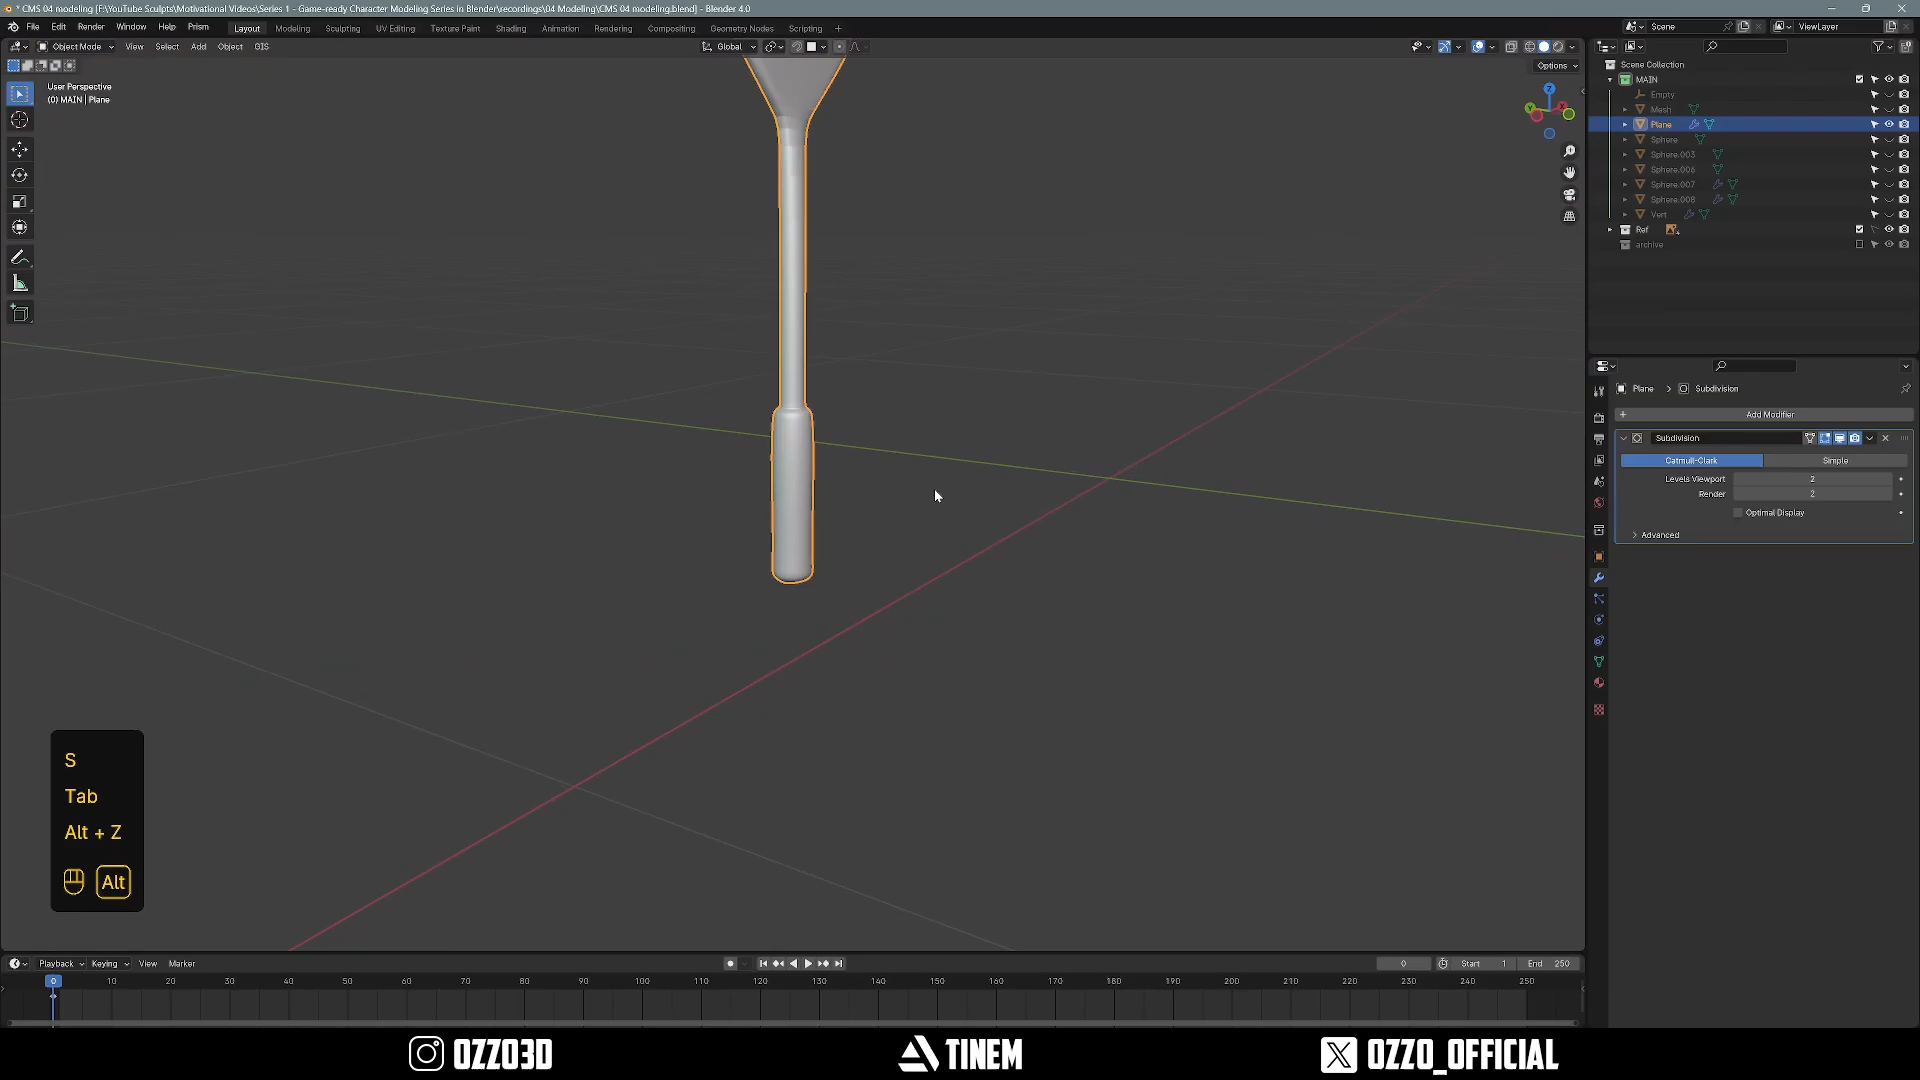 * CMS 04 modeling [F:\YouTube Sculpts\Motivational Videos\Series 1 - Game-ready Character Modeling Series in Blender\recordings\04 Modeling\CMS 04 modeling.blend] - Blender 4.0
File Edit Render Window Help Prism Layout Modeling Sculpting UV Editing Texture Paint Shading Animation Rendering Compositing Geometry Nodes Scripting +
Scene ViewLayer
Object Mode View Select Add Object GIS Global
Options
User Perspective
(0) MAIN | Plane
Z
Y
X
Scene Collection
MAIN
Empty
Mesh
Plane
Sphere
Sphere.003
Sphere.006
Sphere.007
Sphere.008
Vert
Ref
archive
Plane > Subdivision
+ Add Modifier
Subdivision
Catmull-Clark Simple
Levels Viewport 2
Render 2
Optimal Display
Advanced
S
Tab
Alt + Z
Alt
Playback Keying View Marker 0 Start 1 End 250
0 10 20 30 40 50 60 70 80 90 100 110 120 130 140 150 160 170 180 190 200 210 220 230 240 250
OZZO3D TINEM OZZO_OFFICIAL